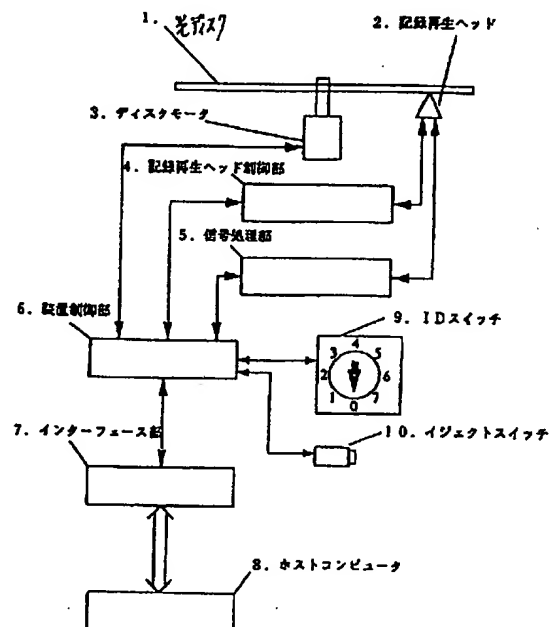 1. 光ディスク
2. 記録再生ヘッド
3. ディスクモータ
4. 記録再生ヘッド制御部
5. 信号処理部
6. 装置制御部
9. IDスイッチ
4
3 5
2 6
1 7
0
7. インターフェース部
10. イジェクトスイッチ
8. ホストコンピュータ